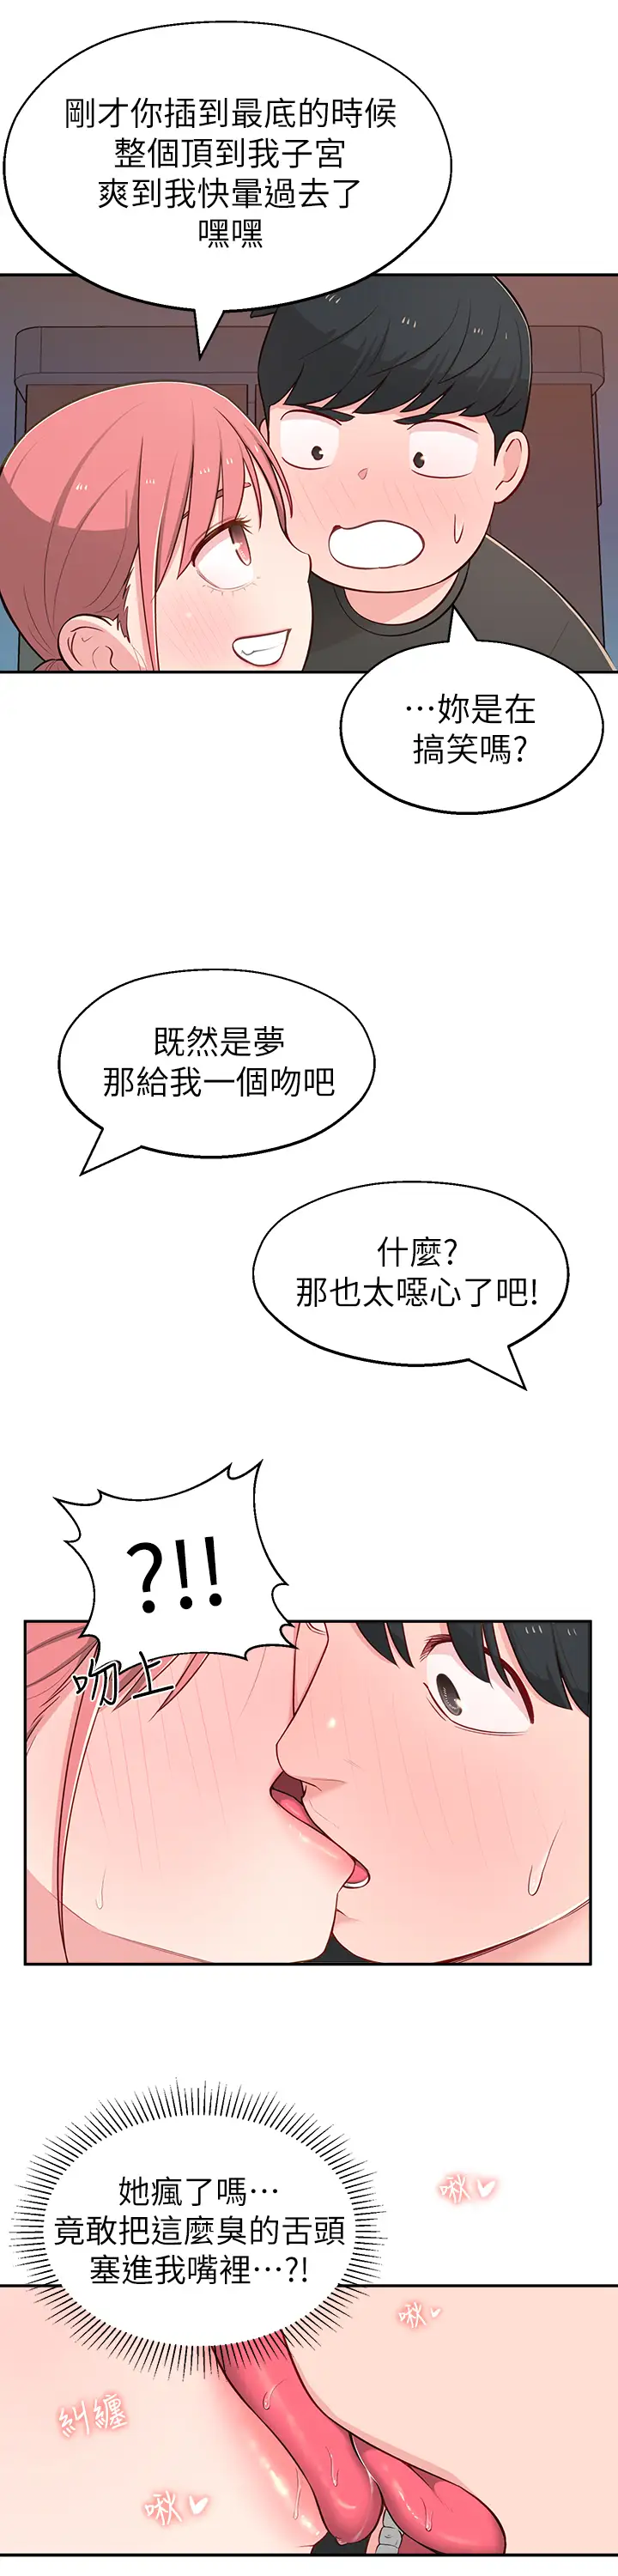 剛才你插到最底的時候
整個頂到我子宮
爽到我快暈過去了
嘿嘿
…妳是在
搞笑嗎?
既然是夢
那給我一個吻吧
什麼?
那也太噁心了吧!
?!!
吻上
她瘋了嗎…
竟敢把這麼臭的舌頭
塞進我嘴裡…?!
啾♥
啾♥
糾纏
啾♥